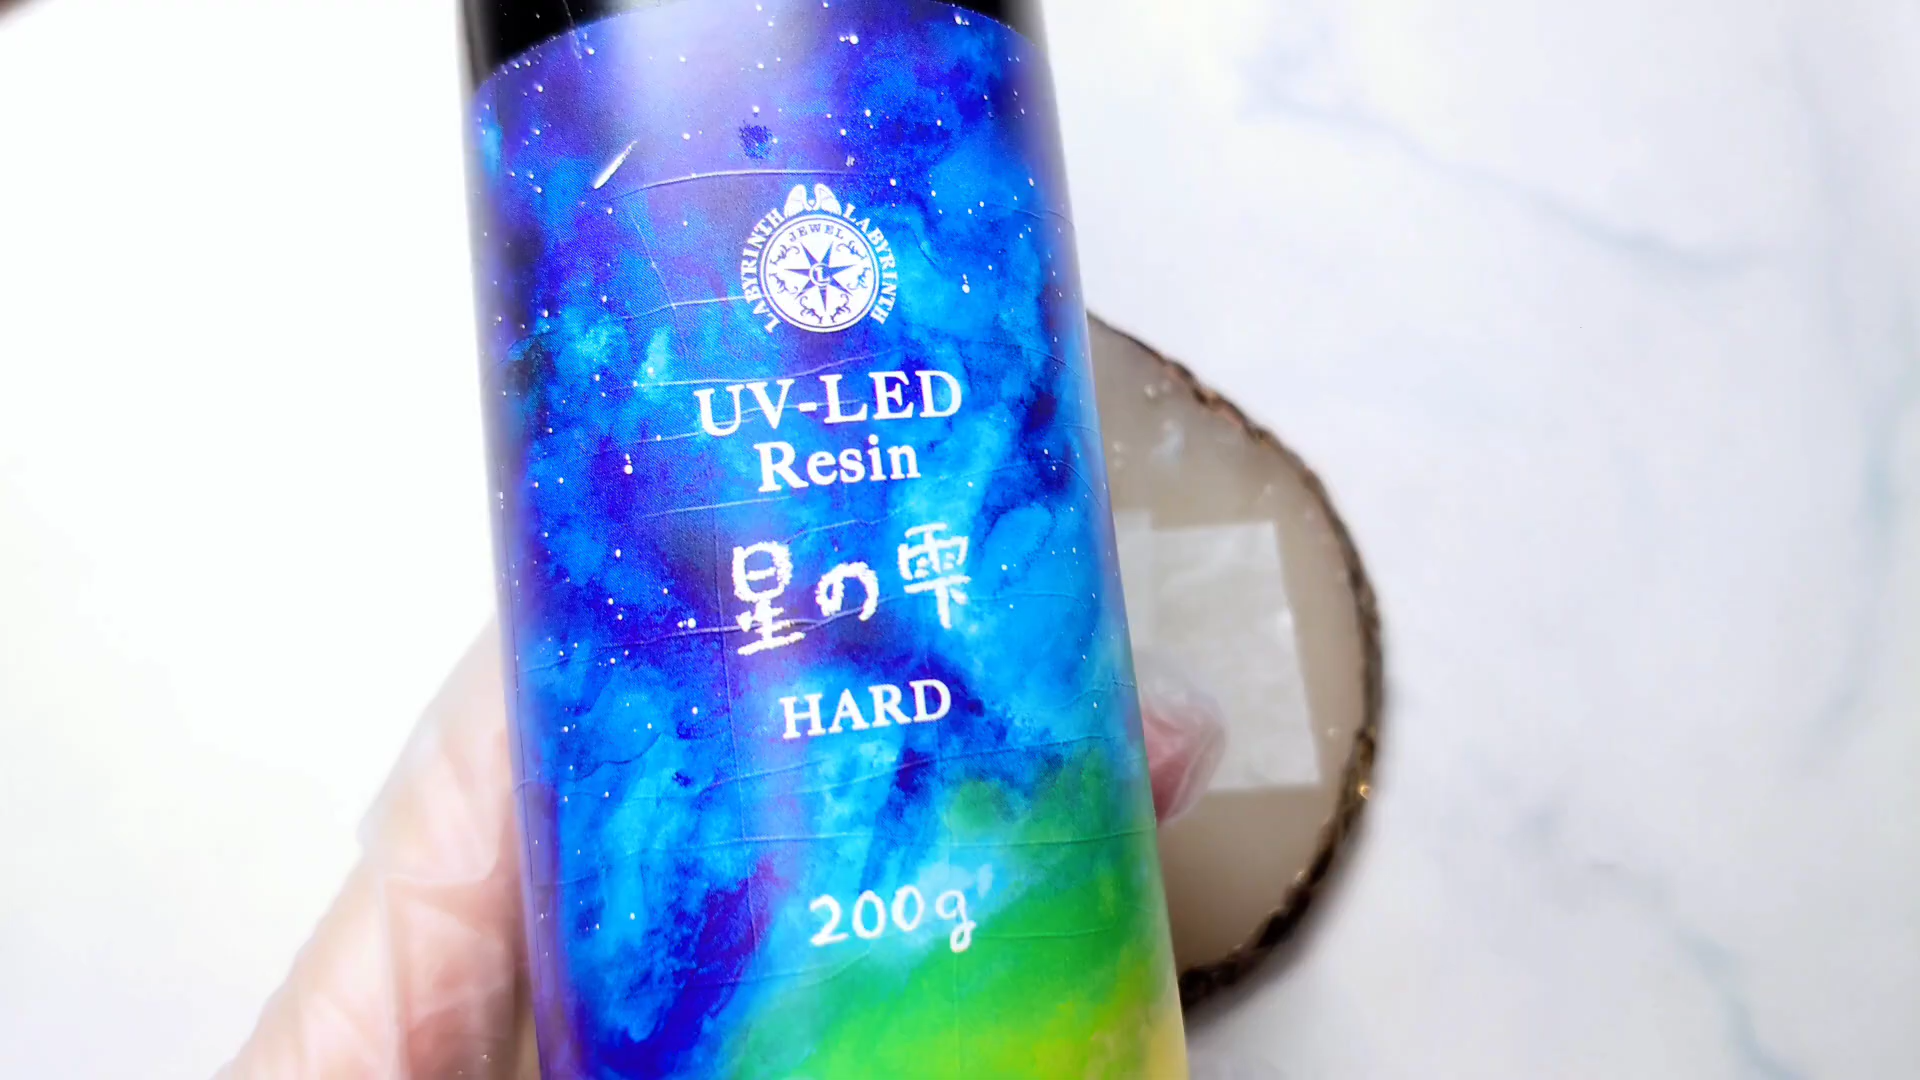 LABYRINTH LABYRINTH
JEWEL
L
UV-LED
Resin
星の雫
HARD
200g